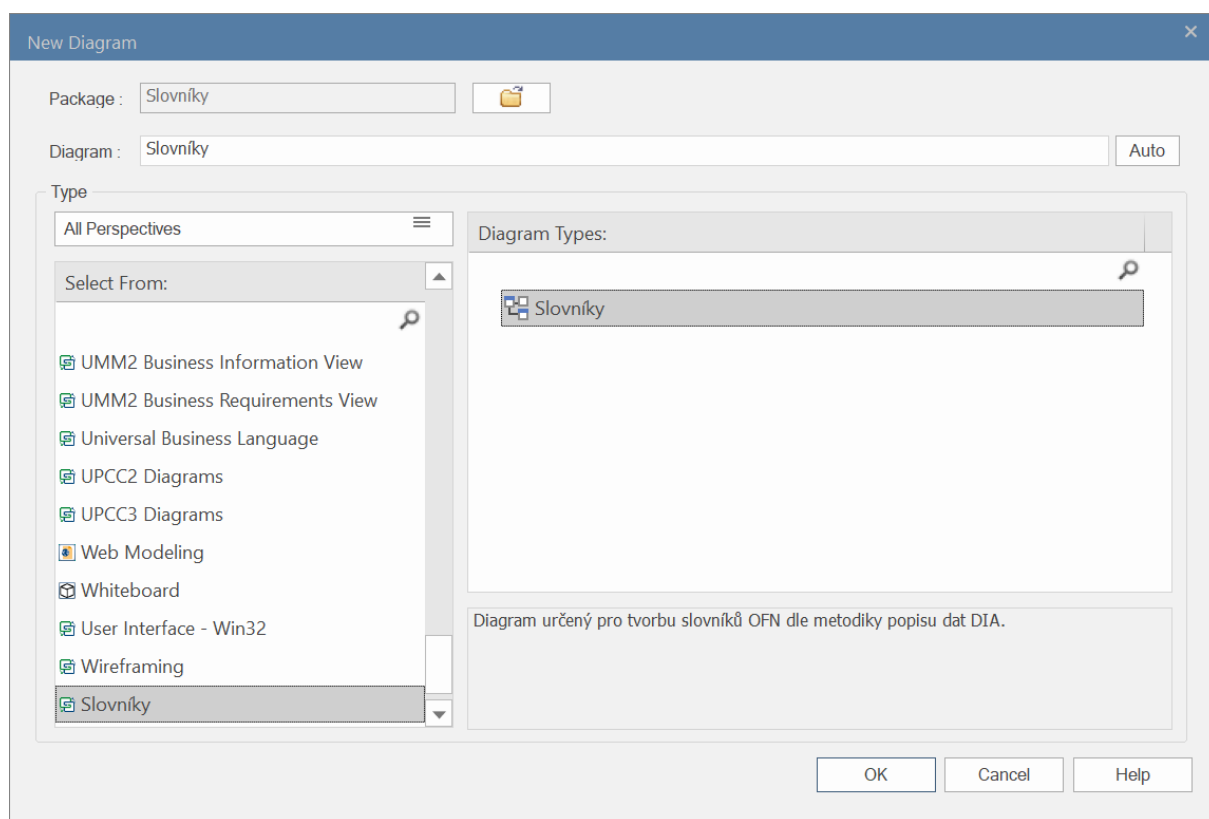 New Diagram
Package : Slovníky
Diagram : Slovníky Auto
Type
All Perspectives
Select From:
UMM2 Business Information View
UMM2 Business Requirements View
Universal Business Language
UPCC2 Diagrams
UPCC3 Diagrams
Web Modeling
Whiteboard
User Interface - Win32
Wireframing
Slovníky
Diagram Types:
Slovníky
Diagram určený pro tvorbu slovníků OFN dle metodiky popisu dat DIA.
OK Cancel Help